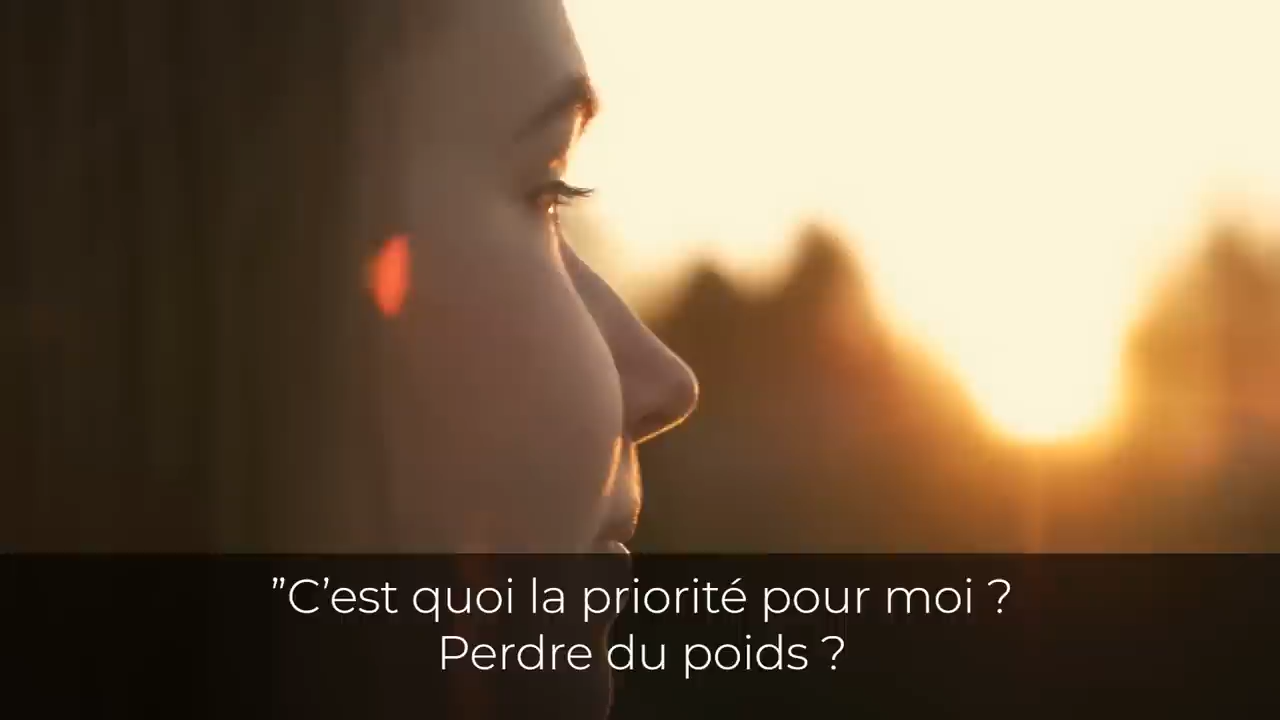 ”C’est quoi la priorité pour moi ?
Perdre du poids ?